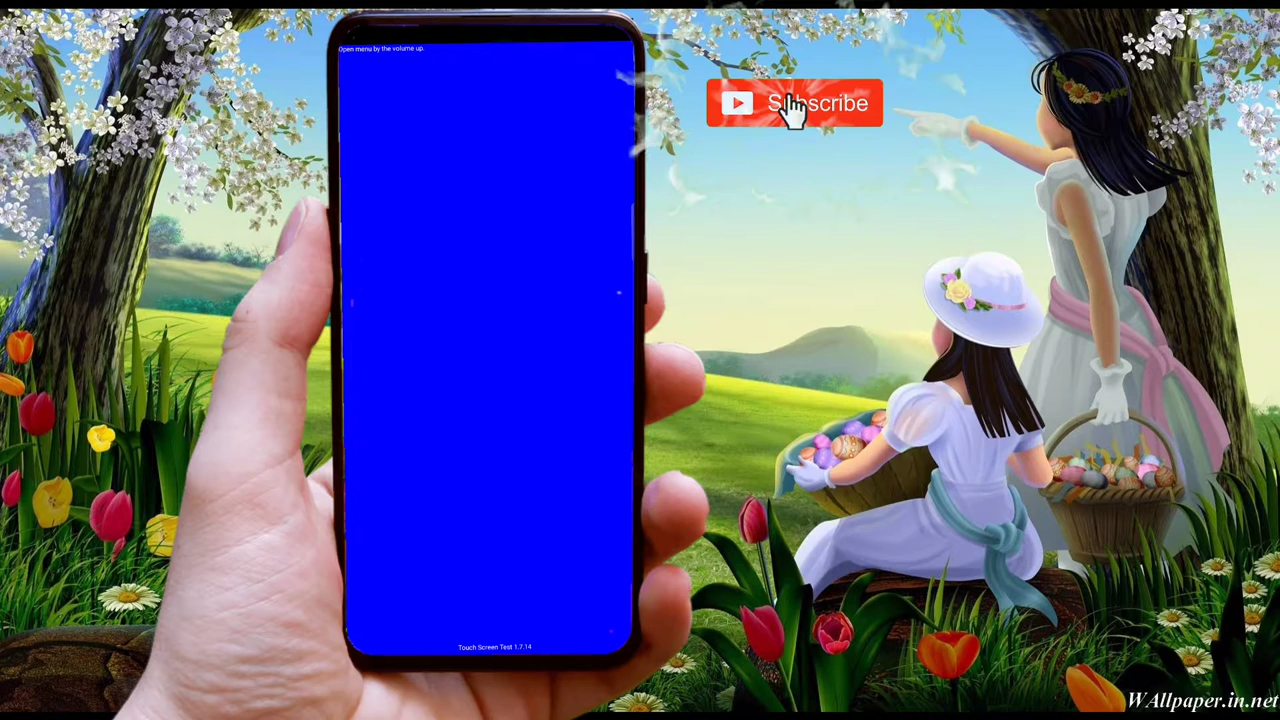 Open menu by the volume up.
Subscribe
Touch Screen Test 1.7.14
WAllpaper.in.net